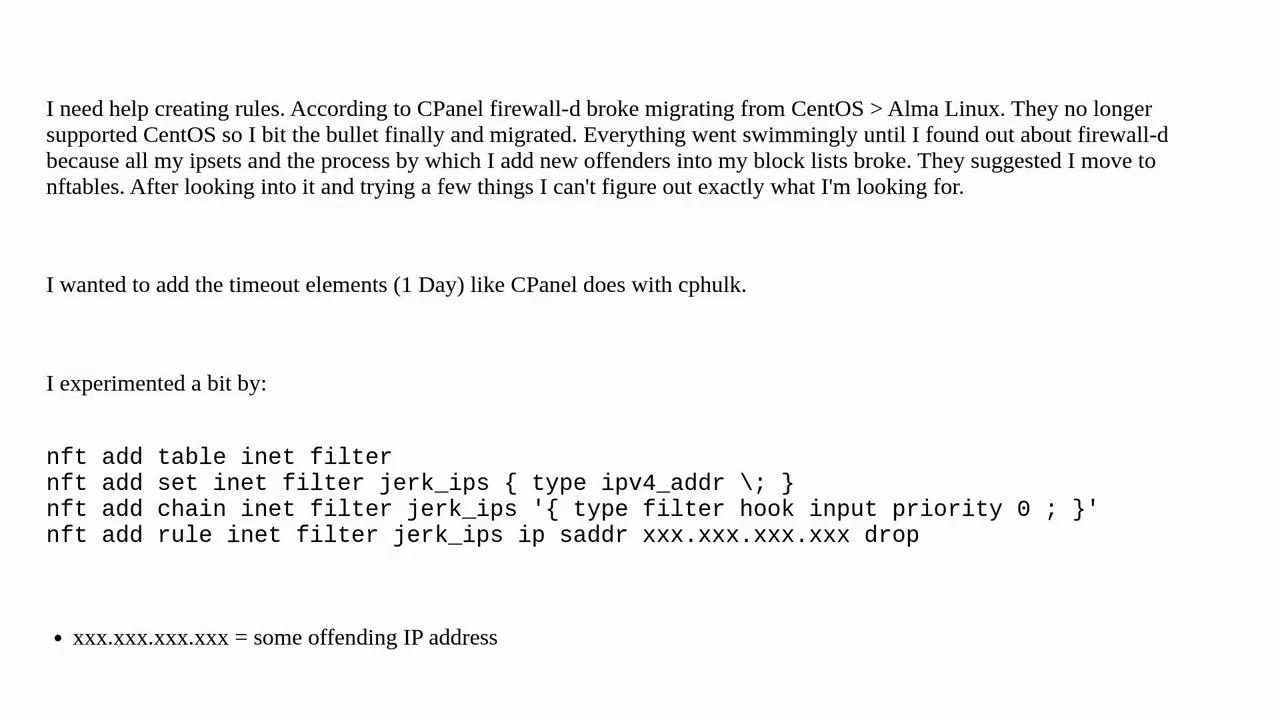 I need help creating rules. According to CPanel firewall-d broke migrating from CentOS > Alma Linux. They no longer
supported CentOS so I bit the bullet finally and migrated. Everything went swimmingly until I found out about firewall-d
because all my ipsets and the process by which I add new offenders into my block lists broke. They suggested I move to
nftables. After looking into it and trying a few things I can't figure out exactly what I'm looking for.
I wanted to add the timeout elements (1 Day) like CPanel does with cphulk.
I experimented a bit by:
nft add table inet filter
nft add set inet filter jerk_ips { type ipv4_addr \; }
nft add chain inet filter jerk_ips '{ type filter hook input priority 0 ; }'
nft add rule inet filter jerk_ips ip saddr xxx.xxx.xxx.xxx drop
• xxx.xxx.xxx.xxx = some offending IP address